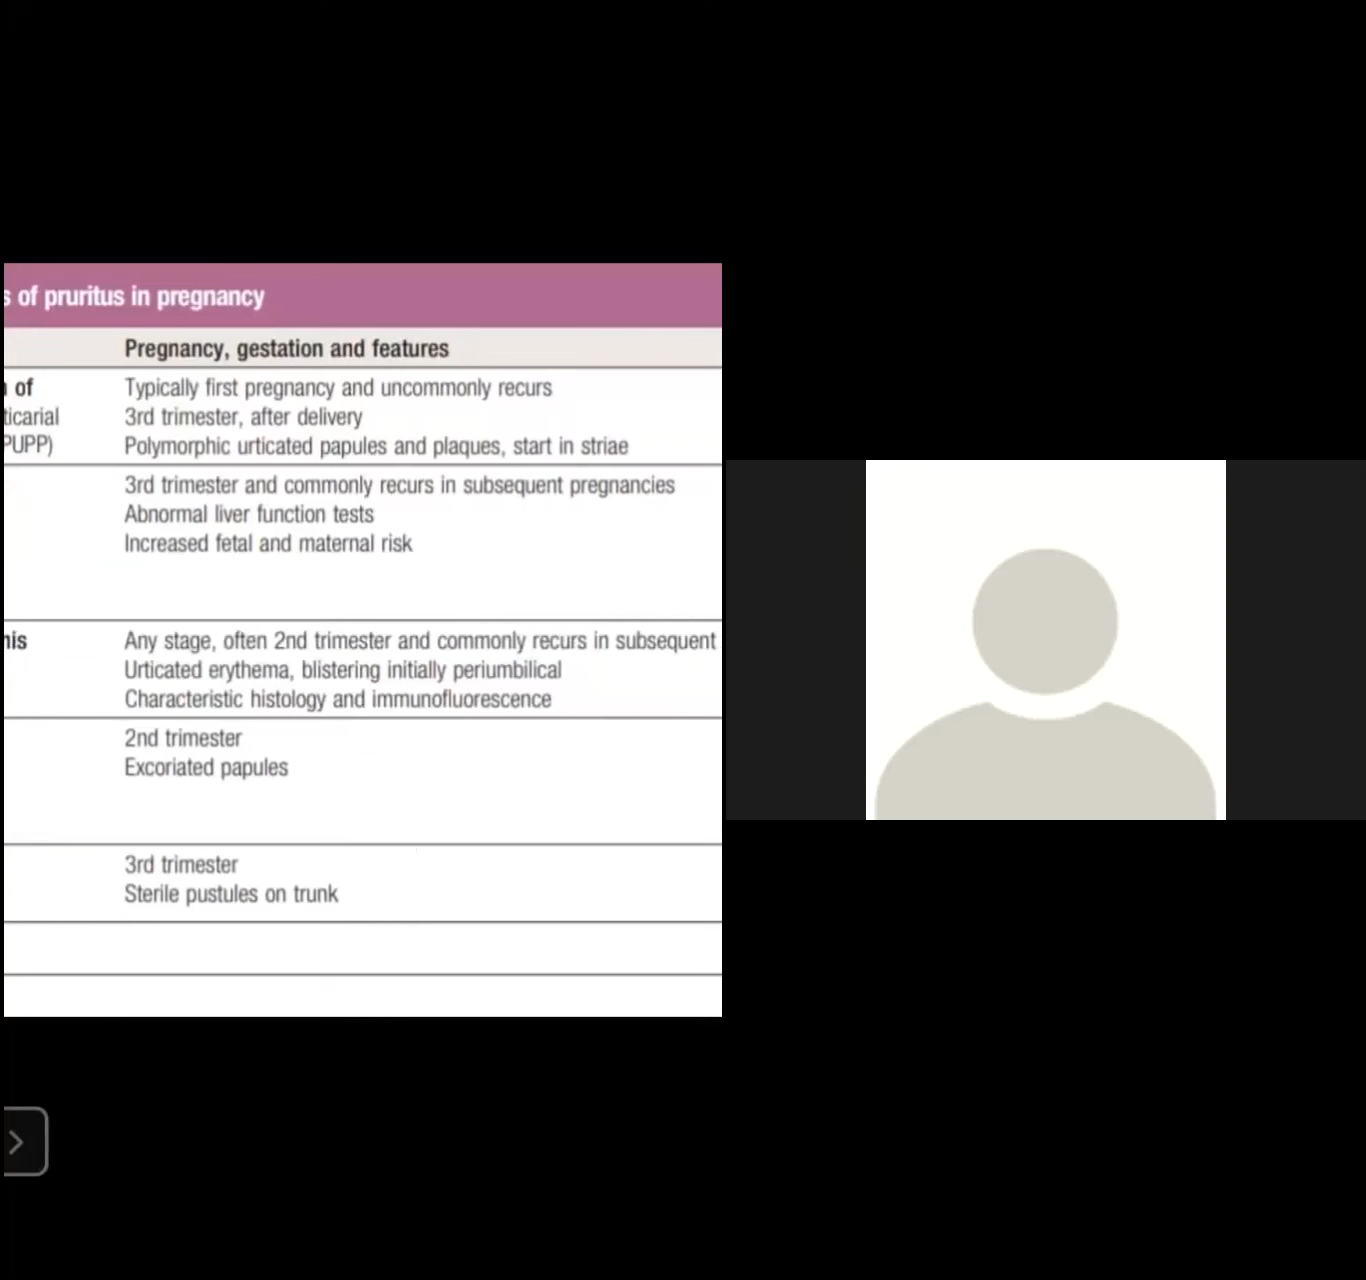 s of pruritus in pregnancy
Pregnancy, gestation and features
of Typically first pregnancy and uncommonly recurs
ticarial 3rd trimester, after delivery
PUPP) Polymorphic urticated papules and plaques, start in striae
3rd trimester and commonly recurs in subsequent pregnancies
Abnormal liver function tests
Increased fetal and maternal risk
his Any stage, often 2nd trimester and commonly recurs in subsequent
Urticated erythema, blistering initially periumbilical
Characteristic histology and immunofluorescence
2nd trimester
Excoriated papules
3rd trimester
Sterile pustules on trunk